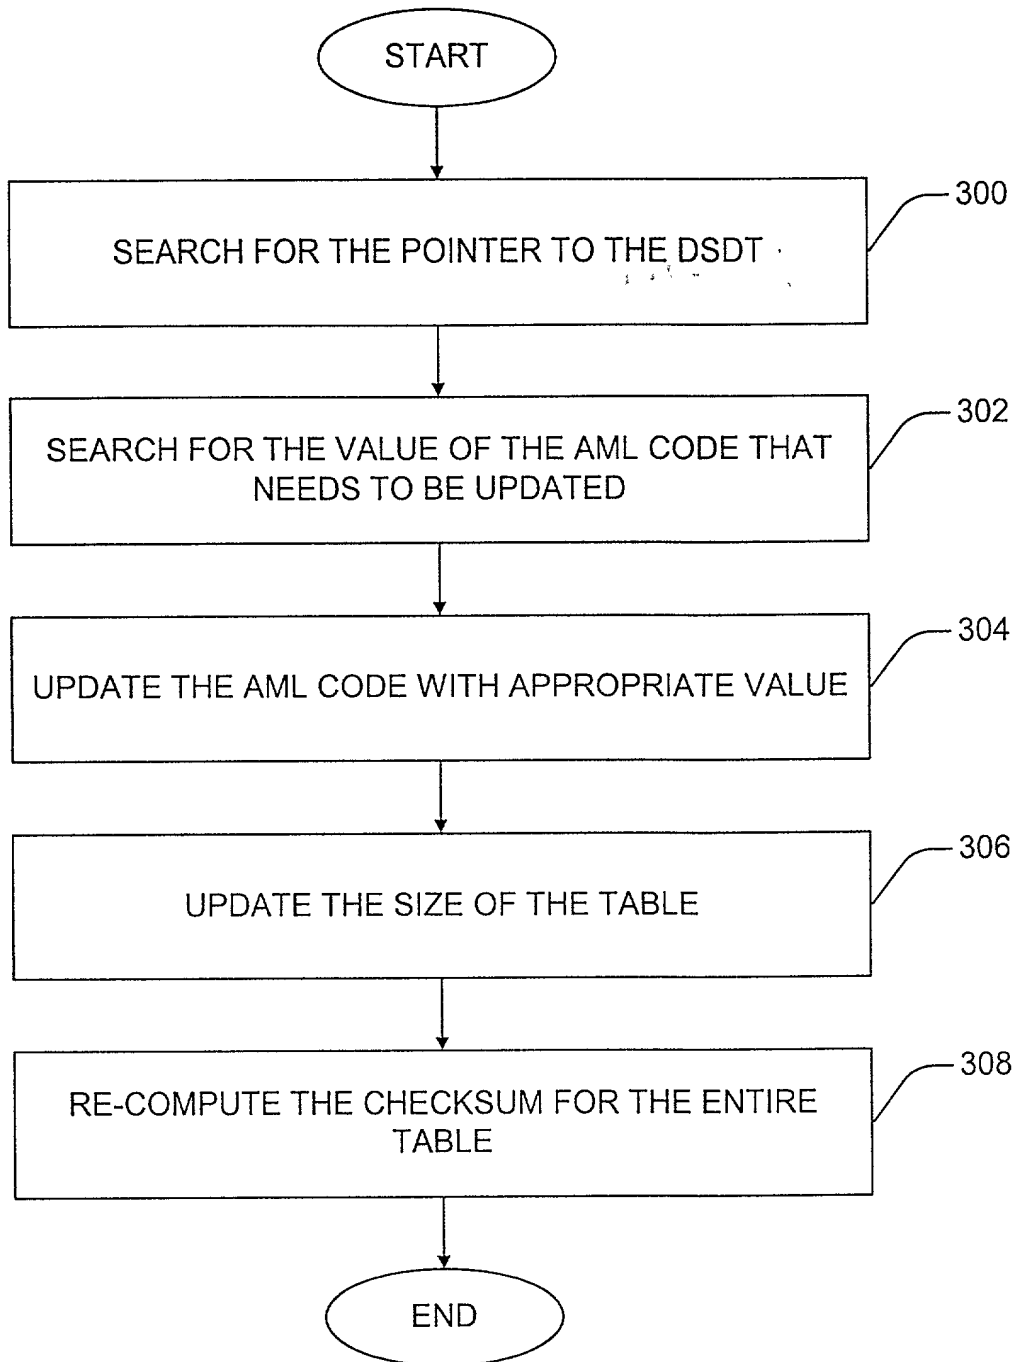 START
300
SEARCH FOR THE POINTER TO THE DSDT
302
SEARCH FOR THE VALUE OF THE AML CODE THAT
NEEDS TO BE UPDATED
304
UPDATE THE AML CODE WITH APPROPRIATE VALUE
306
UPDATE THE SIZE OF THE TABLE
308
RE-COMPUTE THE CHECKSUM FOR THE ENTIRE
TABLE
END